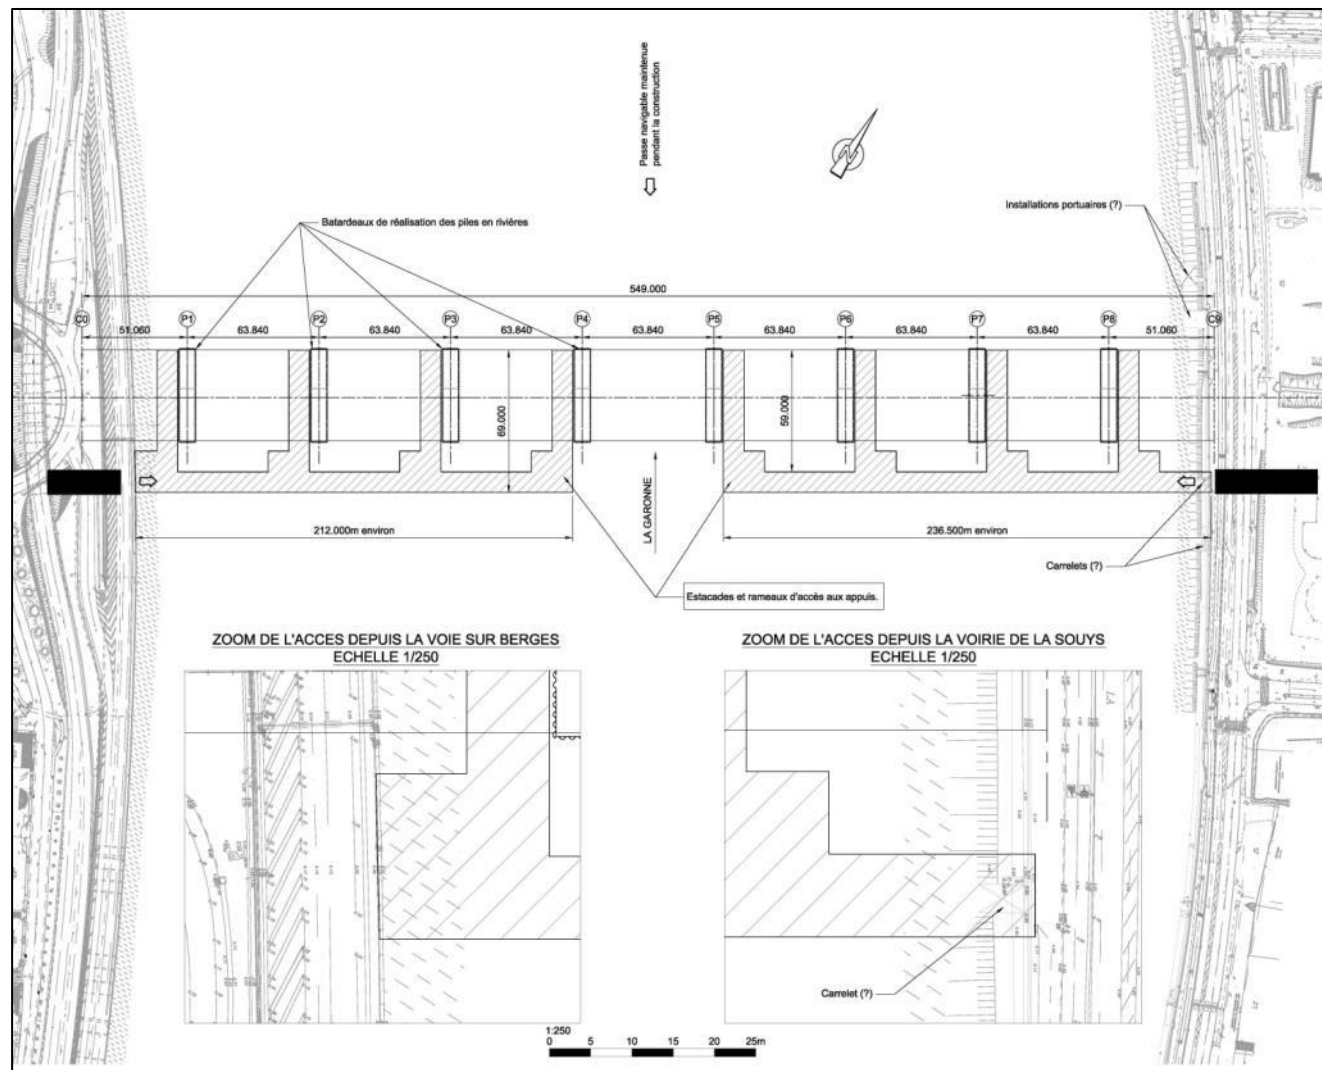 Passe navigable maintenue
pendant la construction
N
Installations portuaires (?)
Batardeaux de réalisation des piles en rivières
549.000
C0 P1 P2 P3 P4 P5 P6 P7 P8 C9
51.060 63.840 63.840 63.840 63.840 63.840 63.840 63.840 51.060
69.000
59.000
LA GARONNE
212.000m environ
236.500m environ
Carrelets (?)
Estacades et rameaux d'accès aux appuis.
ZOOM DE L'ACCES DEPUIS LA VOIE SUR BERGES
ECHELLE 1/250
ZOOM DE L'ACCES DEPUIS LA VOIRIE DE LA SOUYS
ECHELLE 1/250
Carrelet (?)
1:250
0 5 10 15 20 25m